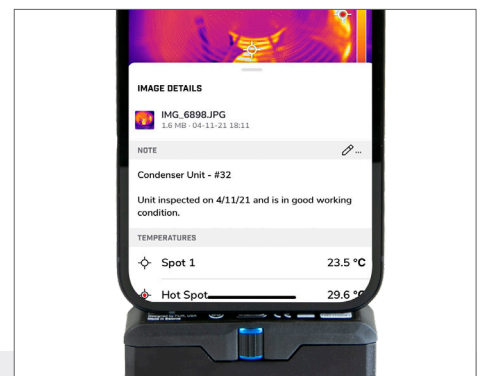 IMAGE DETAILS
IMG_6898.JPG
1.6 MB · 04-11-21 18:11
NOTE
...
Condenser Unit - #32
Unit inspected on 4/11/21 and is in good working
condition.
TEMPERATURES
Spot 1 23.5 °C
Hot Spot 29.6 °C